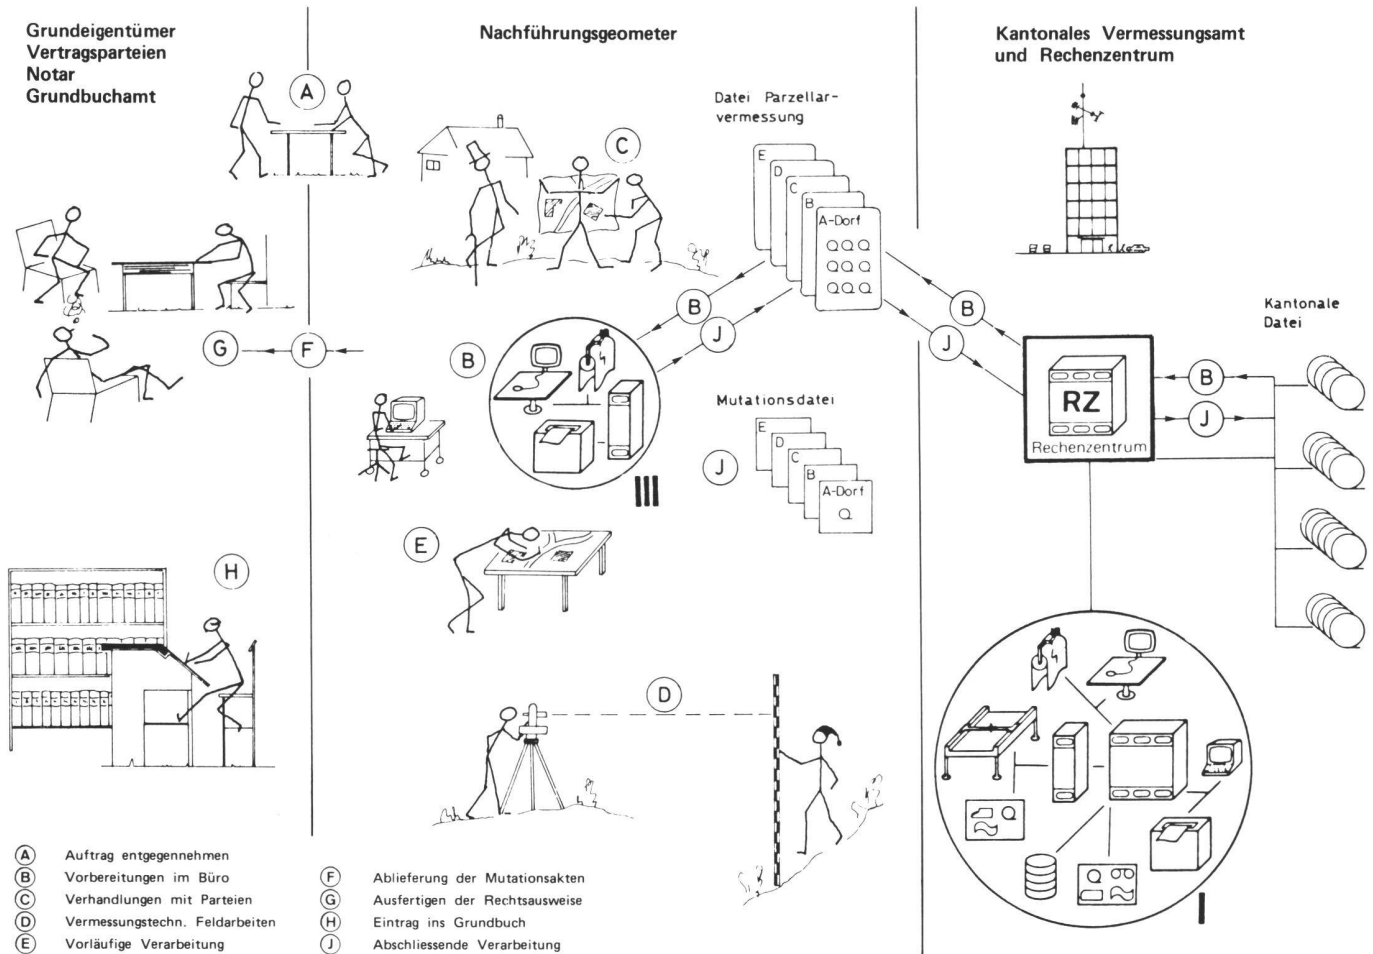 Grundeigentümer
Vertragsparteien
Notar
Grundbuchamt
A
G
F
H
Nachführungsgeometer
C
Datei Parzellar-
vermessung
E
D
C
B
A-Dorf
B
J
B
III
Mutationsdatei
J
E
D
C
B
A-Dorf
E
D
Kantonales Vermessungsamt
und Rechenzentrum
B
J
RZ
Rechenzentrum
B
J
Kantonale
Datei
I
A Auftrag entgegennehmen
B Vorbereitungen im Büro
C Verhandlungen mit Parteien
D Vermessungstechn. Feldarbeiten
E Vorläufige Verarbeitung
F Ablieferung der Mutationsakten
G Ausfertigen der Rechtsausweise
H Eintrag ins Grundbuch
J Abschliessende Verarbeitung